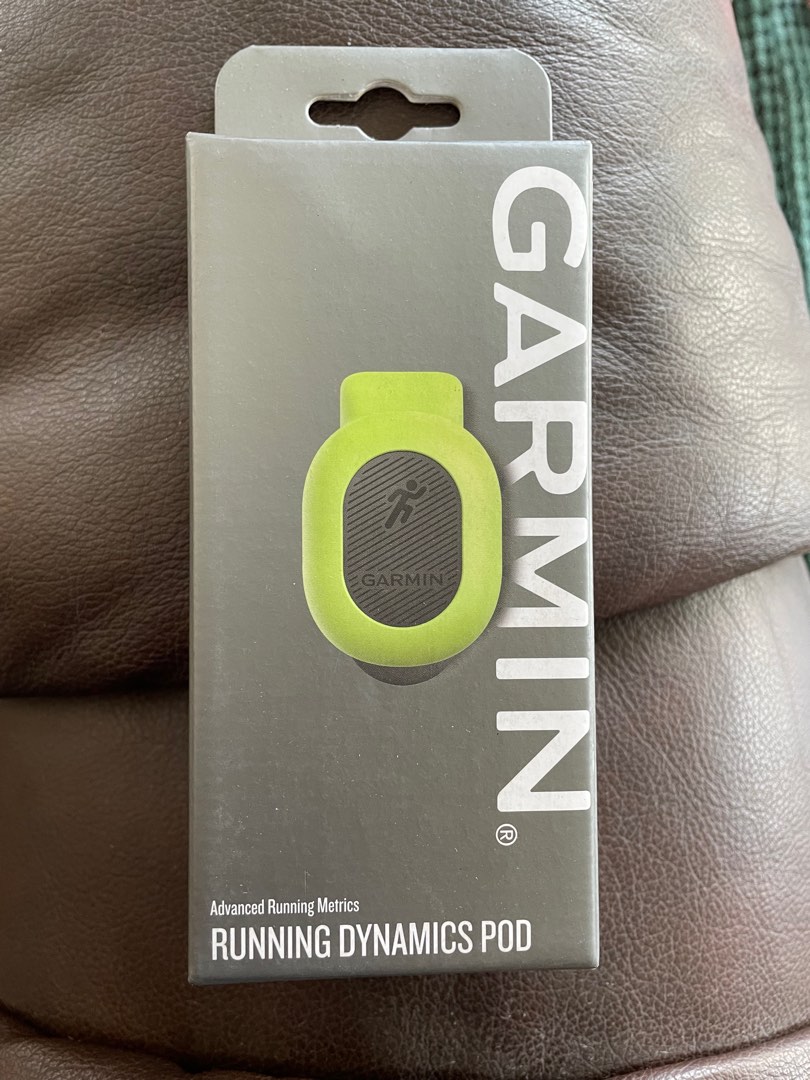 GARMIN®
GARMIN
Advanced Running Metrics
RUNNING DYNAMICS POD